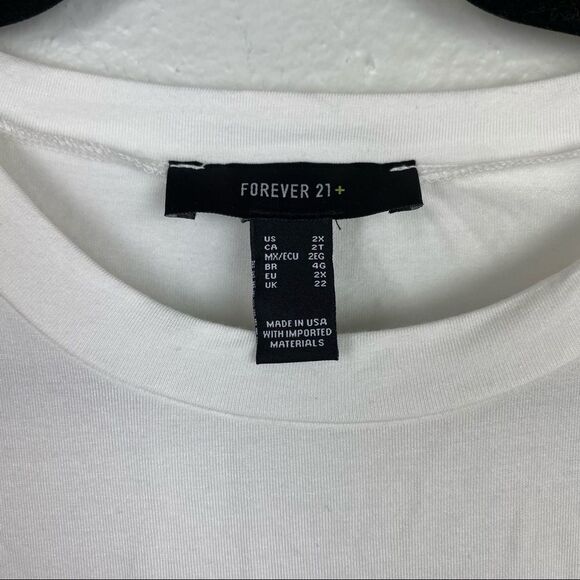 FOREVER 21+
US 2X
CA 2T
MX/ECU 2EG
BR 4G
EU 2X
UK 22
MADE IN USA
WITH IMPORTED
MATERIALS